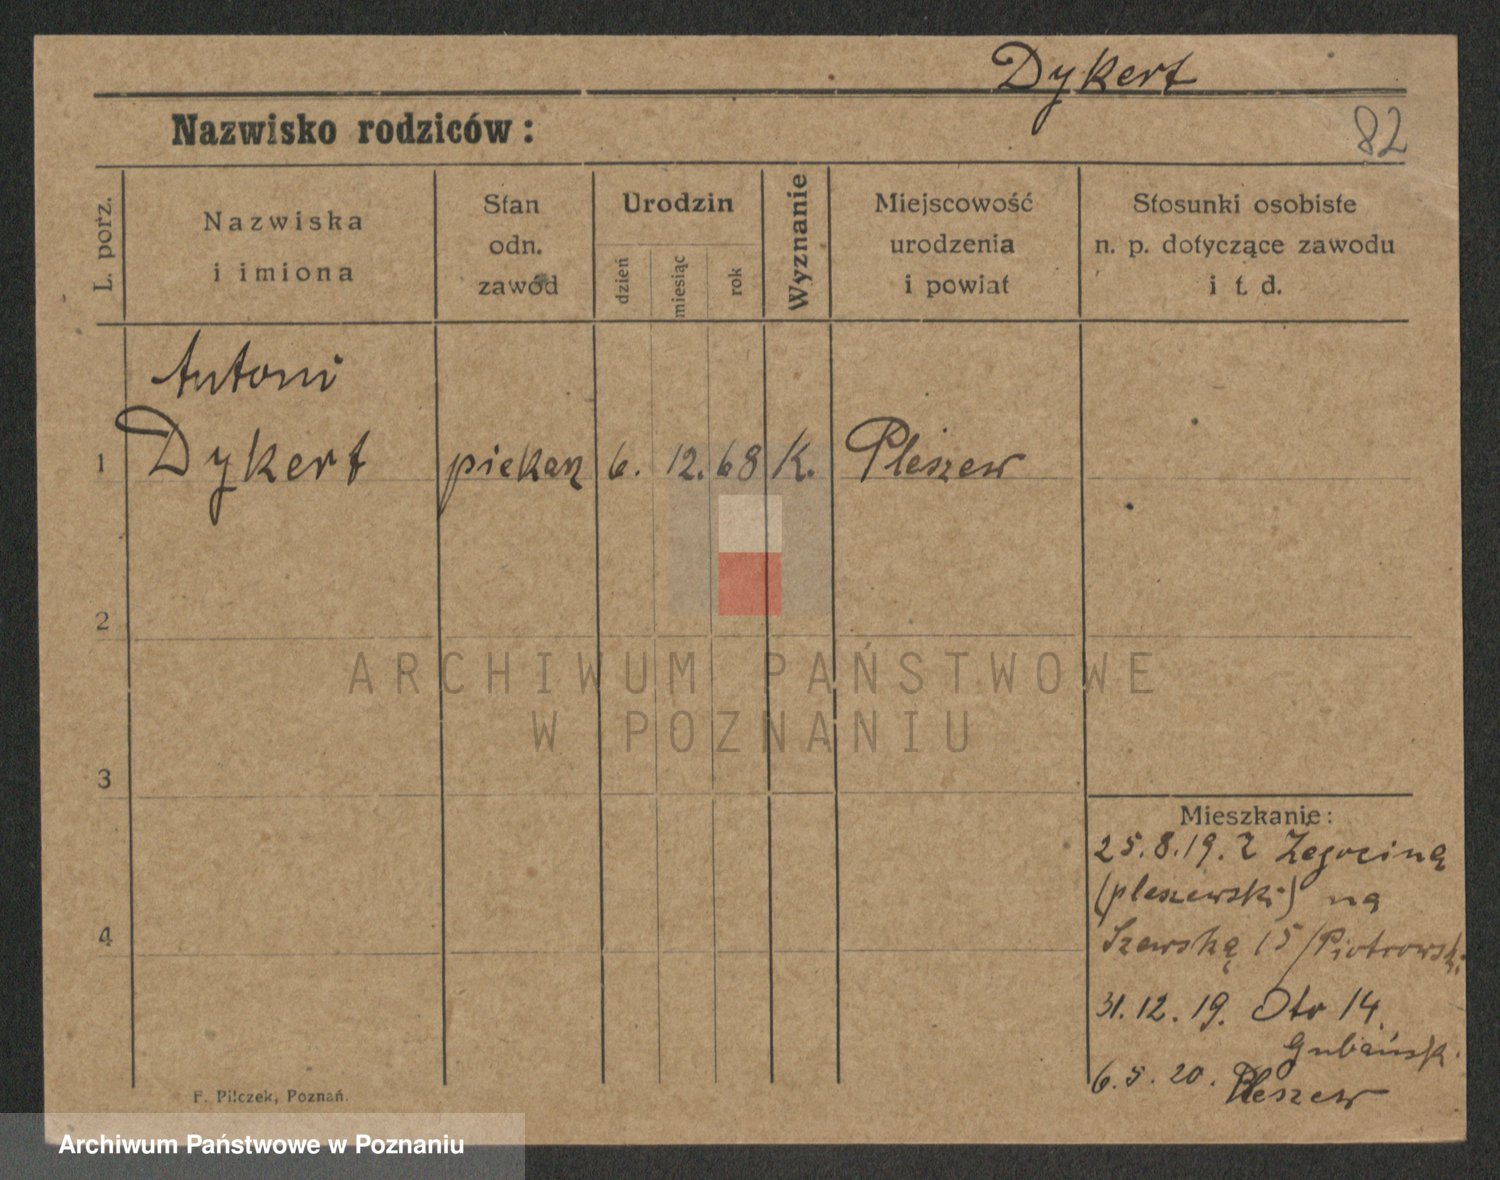 Dykert
82
Nazwisko rodziców:
L. porz.
Nazwiska
i imiona
Stan
odn.
zawód
Urodzin
dzień
miesiąc
rok
Wyznanie
Miejscowość
urodzenia
i powiat
Stosunki osobiste
n. p. dotyczące zawodu
i t. d.
Antoni
1 Dykert piekarz 6. 12. 68 K. Pleszew
2
ARCHIWUM PAŃSTWOWE
W POZNANIU
3
Mieszkanie:
25.8.19. z Żegocina
(pleszewski) na
4
Szewską 15/Piotrowski
31.12.19. Oto 14
6.5.20. Pleszew
F. Pilczek, Poznań.
Archiwum Państwowe w Poznaniu